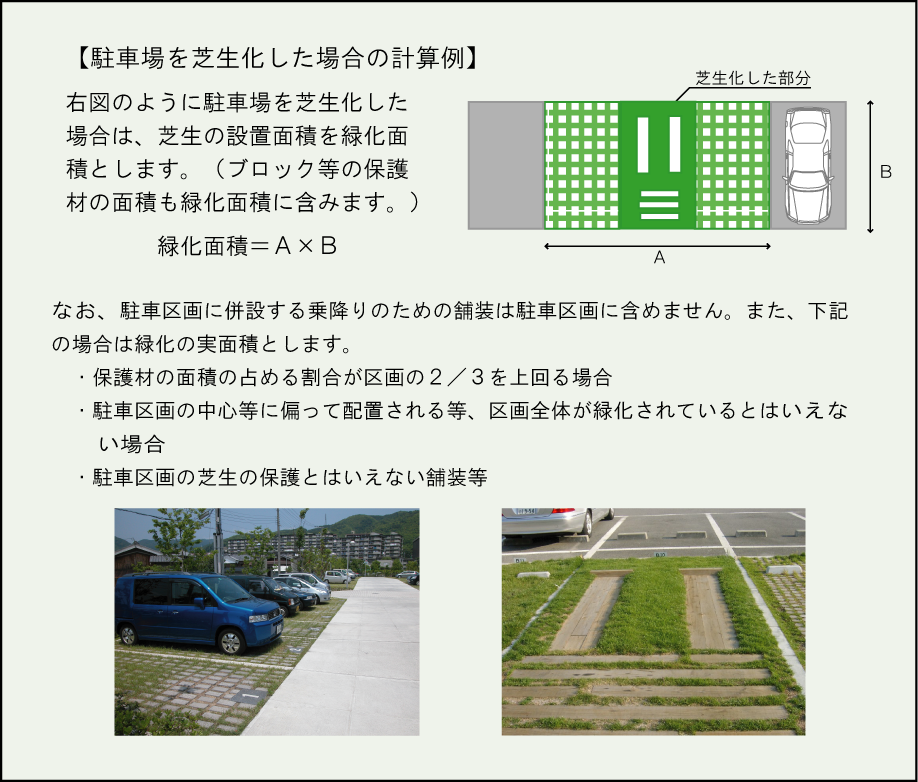 【駐車場を芝生化した場合の計算例】
右図のように駐車場を芝生化した
場合は、芝生の設置面積を緑化面
積とします。（ブロック等の保護
材の面積も緑化面積に含みます。）
緑化面積＝Ａ×Ｂ
芝生化した部分
B
A
なお、駐車区画に併設する乗降りのための舗装は駐車区画に含めません。また、下記
の場合は緑化の実面積とします。
・保護材の面積の占める割合が区画の２／３を上回る場合
・駐車区画の中心等に偏って配置される等、区画全体が緑化されているとはいえな
い場合
・駐車区画の芝生の保護とはいえない舗装等